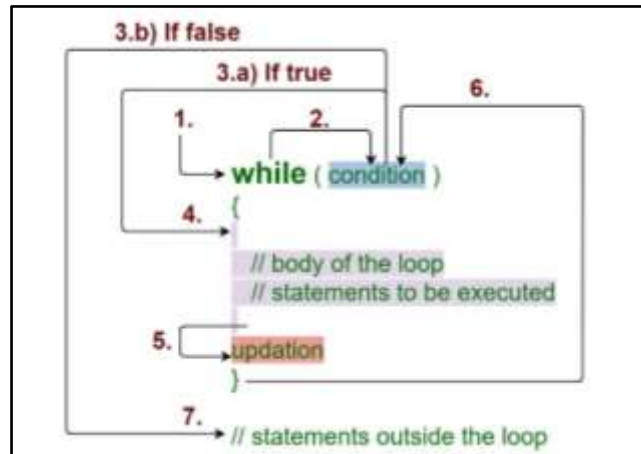 3.b) If false
3.a) If true
6.
1.
2.
while ( condition )
{
4.
// body of the loop
// statements to be executed
5.
updation
}
7.
// statements outside the loop